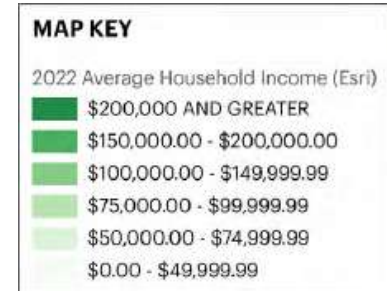 MAP KEY
2022 Average Household Income (Esri)
$200,000 AND GREATER
$150,000.00 - $200,000.00
$100,000.00 - $149,999.99
$75,000.00 - $99,999.99
$50,000.00 - $74,999.99
$0.00 - $49,999.99